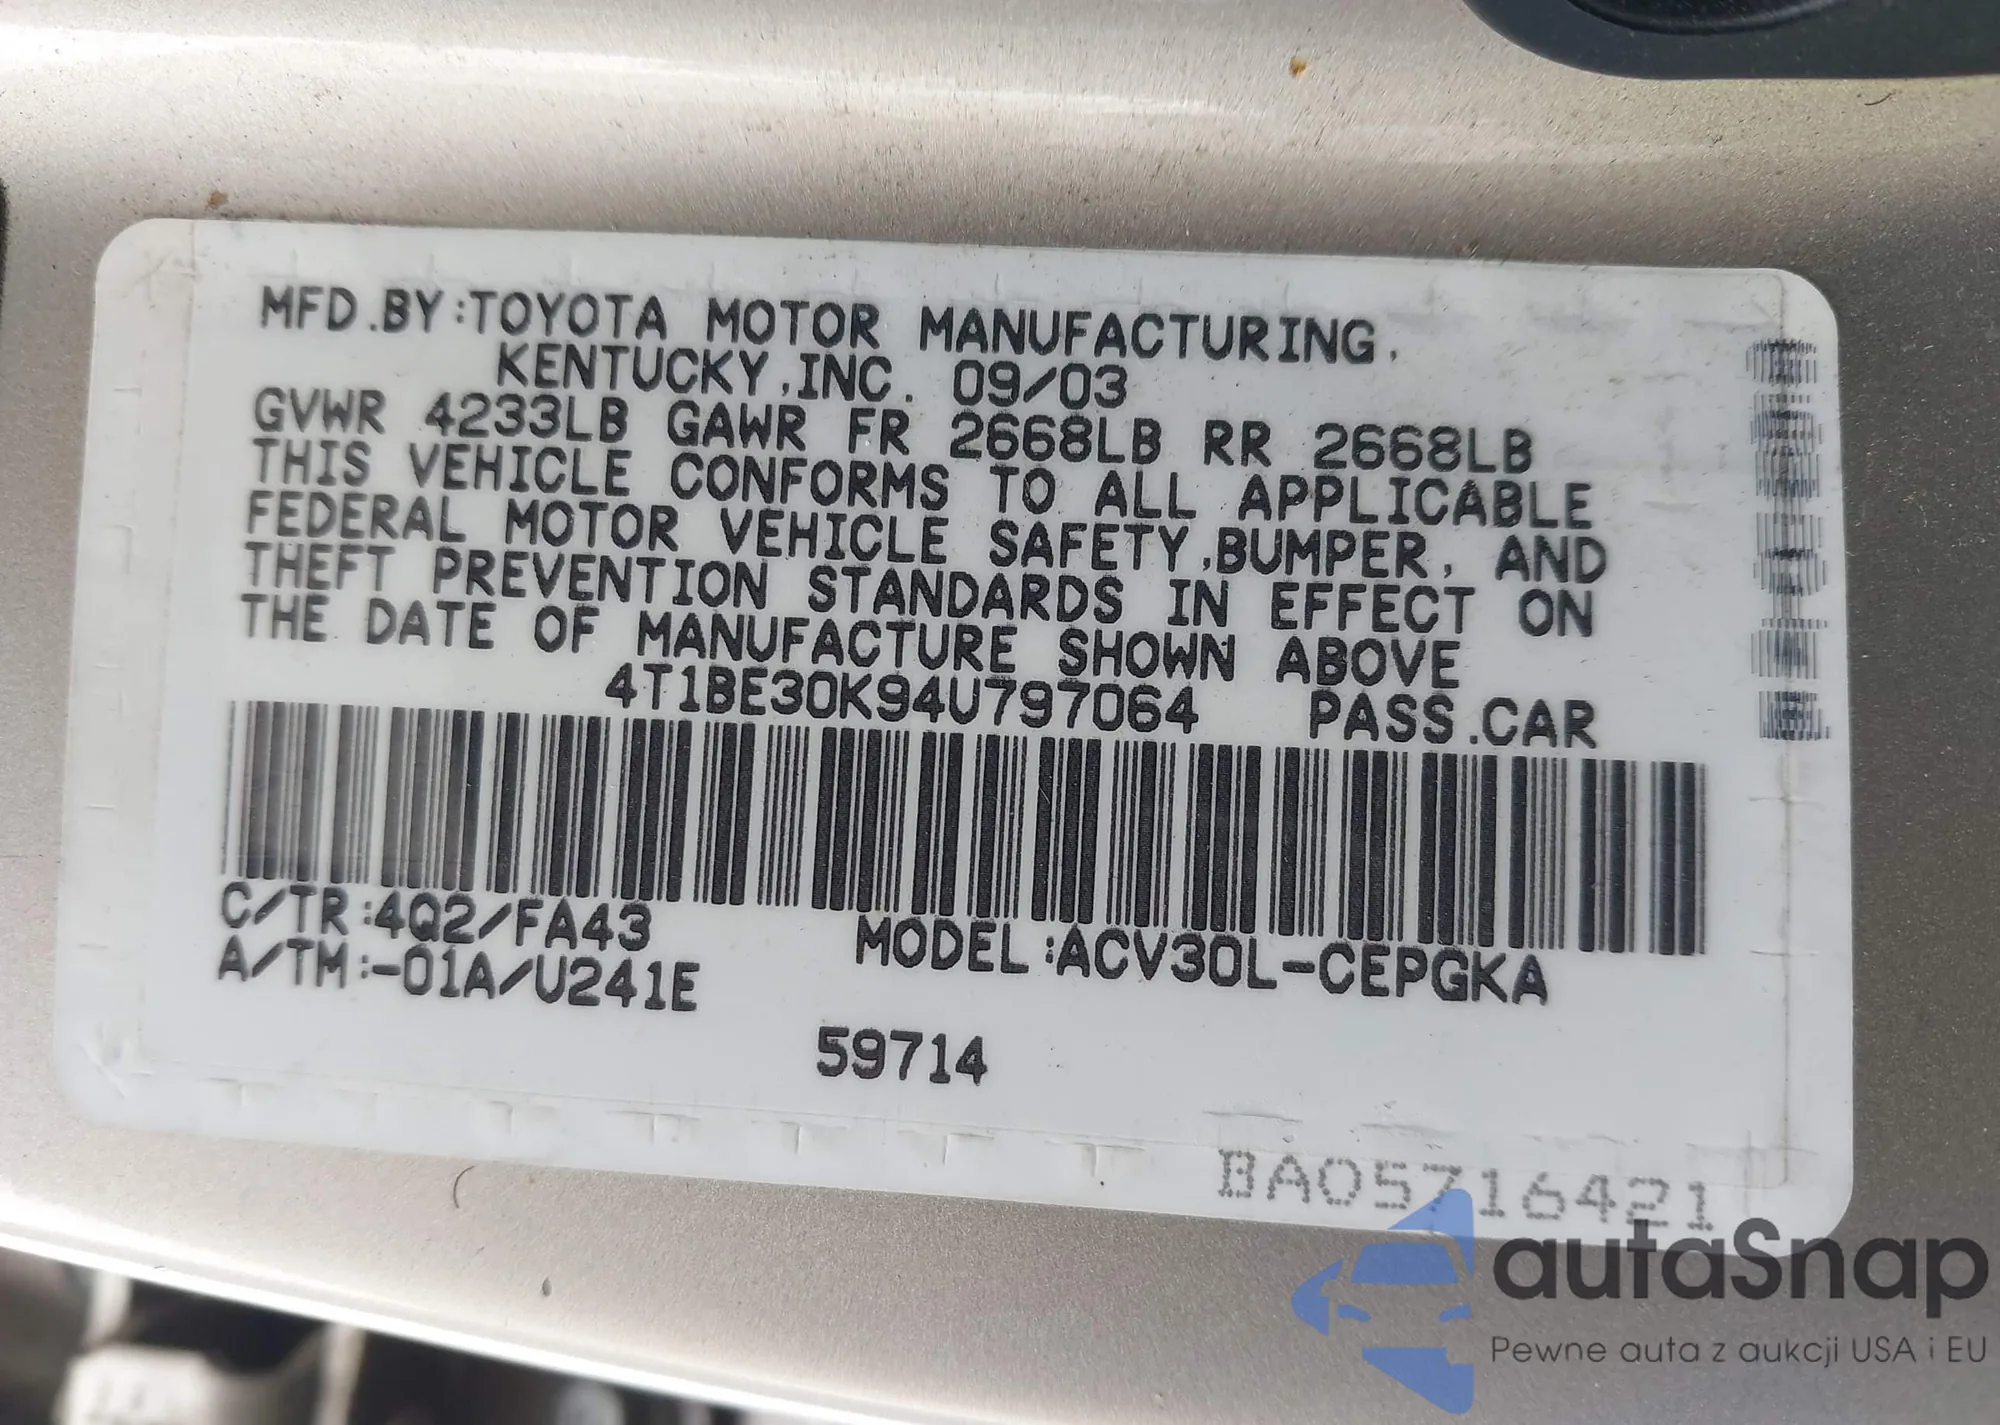 MFD.BY:TOYOTA MOTOR MANUFACTURING,
KENTUCKY,INC. 09/03
GVWR 4233LB GAWR FR 2668LB RR 2668LB
THIS VEHICLE CONFORMS TO ALL APPLICABLE
FEDERAL MOTOR VEHICLE SAFETY,BUMPER, AND
THEFT PREVENTION STANDARDS IN EFFECT ON
THE DATE OF MANUFACTURE SHOWN ABOVE
4T1BE30K94U797064 PASS.CAR
C/TR:4Q2/FA43
A/TM:-01A/U241E
MODEL:ACV30L-CEPGKA
59714
BA05716421
autaSnap
Pewne auta z aukcji USA i EU